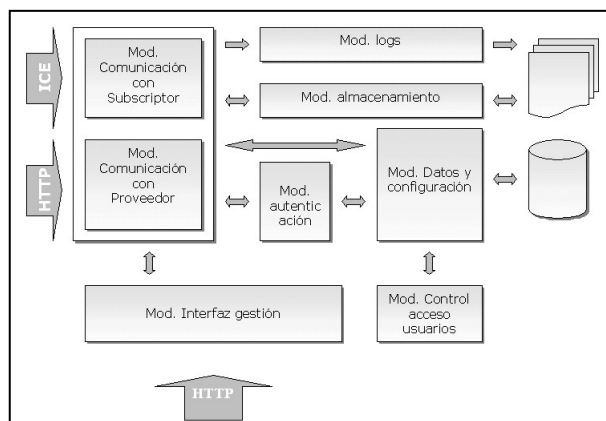 ICE
Mod.
Comunicación
con
Subscriptor
Mod. logs
Mod. almacenamiento
HTTP
Mod.
Comunicación
con
Proveedor
Mod.
autentic
ación
Mod. Datos y
configuración
Mod. Interfaz gestión
Mod. Control
acceso
usuarios
HTTP